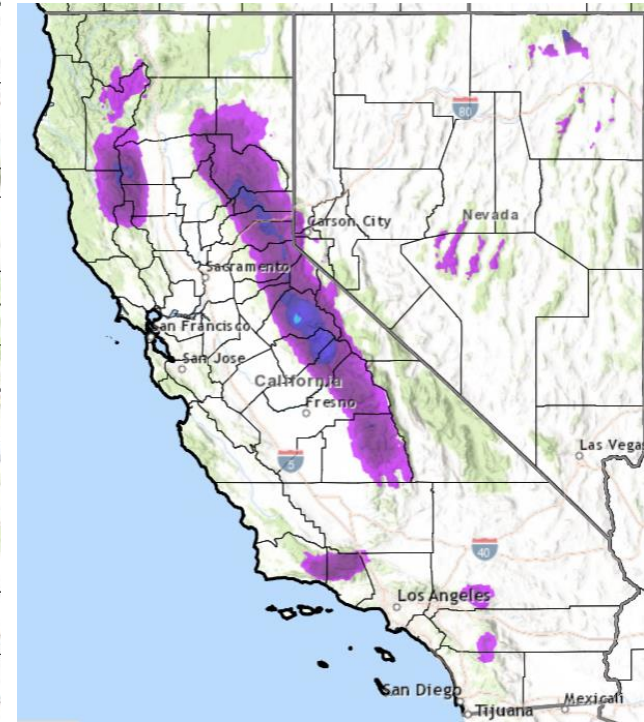 80
Nevada
Carson City
Sacramento
San Francisco
San Jose
California
Fresno
Las Vega
5
40
Los Angeles
San Diego
Mexicali
Tijuana